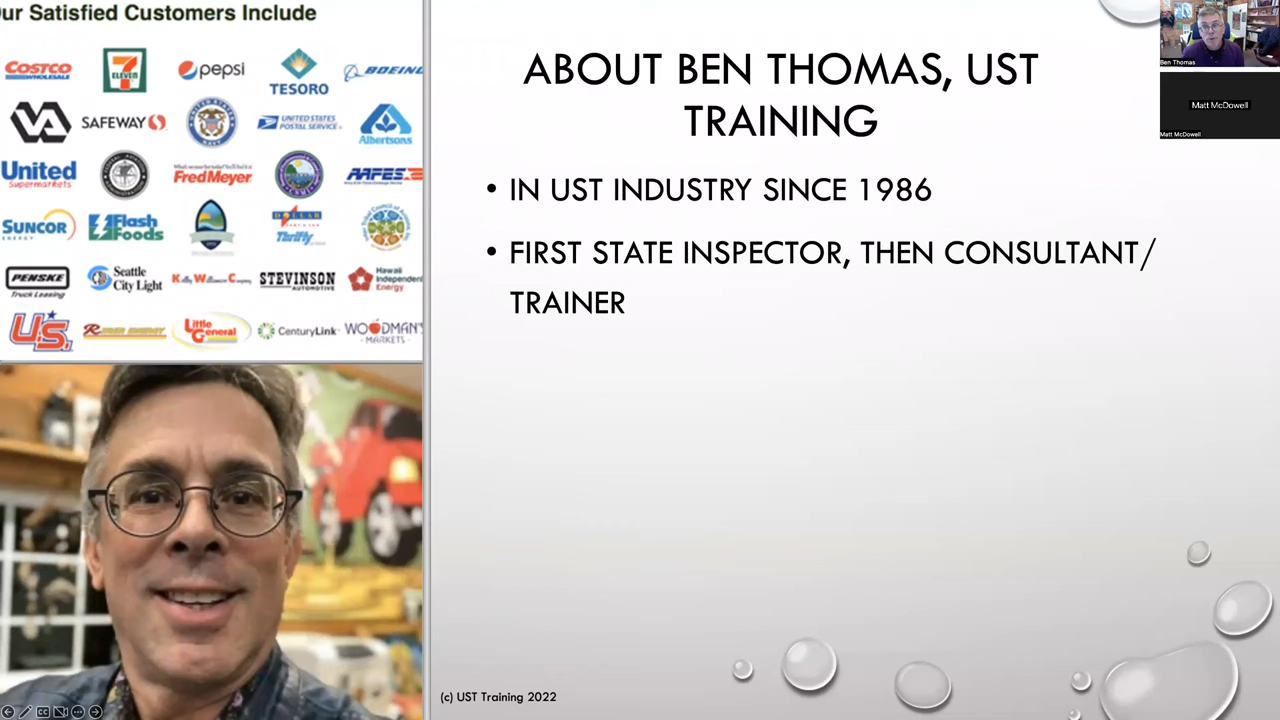 ur Satisfied Customers Include
COSTCO
WHOLESALE
7
ELEVEN
pepsi
TESORO
BOEING
VA
SAFEWAY
UNITED STATES
POSTAL SERVICE
Albertsons
United
Supermarkets
FredMeyer
AAFES
SUNCOR
ENERGY
Flash
Foods
DOLLAR
Thrifty
PENSKE
Truck Leasing
Seattle
City Light
STEVINSON
AUTOMOTIVE
Hawaii
Independent
Energy
U.S.
Little
General
CenturyLink
WOODMAN'S
MARKETS
ABOUT BEN THOMAS, UST
TRAINING
• IN UST INDUSTRY SINCE 1986
• FIRST STATE INSPECTOR, THEN CONSULTANT/
TRAINER
(c) UST Training 2022
Ben Thomas
Matt McDowell
Matt McDowell